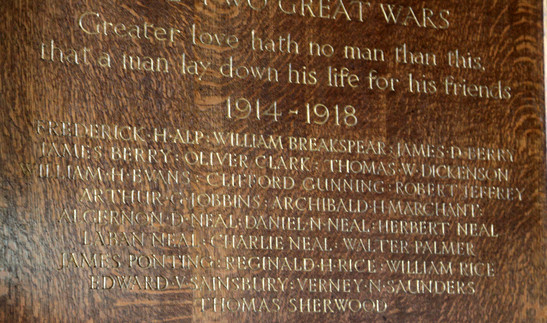 TWO GREAT WARS
Greater love hath no man than this,
that a man lay down his life for his friends
1914-1918
FREDERICK·H·ALP:WILLIAM BREAKSPEAR:JAMES·D·BERRY
JAMES·BERRY:OLIVER CLARK:THOMAS·W·DICKENSON
WILLIAM·H·EVANS:CLIFFORD GUNNING:ROBERT JEFFREY
ARTHUR·G·JOBBINS:ARCHIBALD·H·MARCHANT:
ALGERNON·D·NEAL:DANIEL·N·NEAL:HERBERT NEAL
LABAN NEAL:CHARLIE NEAL:WALTER PALMER
JAMES PONTING:REGINALD·H·RICE:WILLIAM RICE
EDWARD·V·SAINSBURY:VERNEY·N·SAUNDERS
THOMAS SHERWOOD